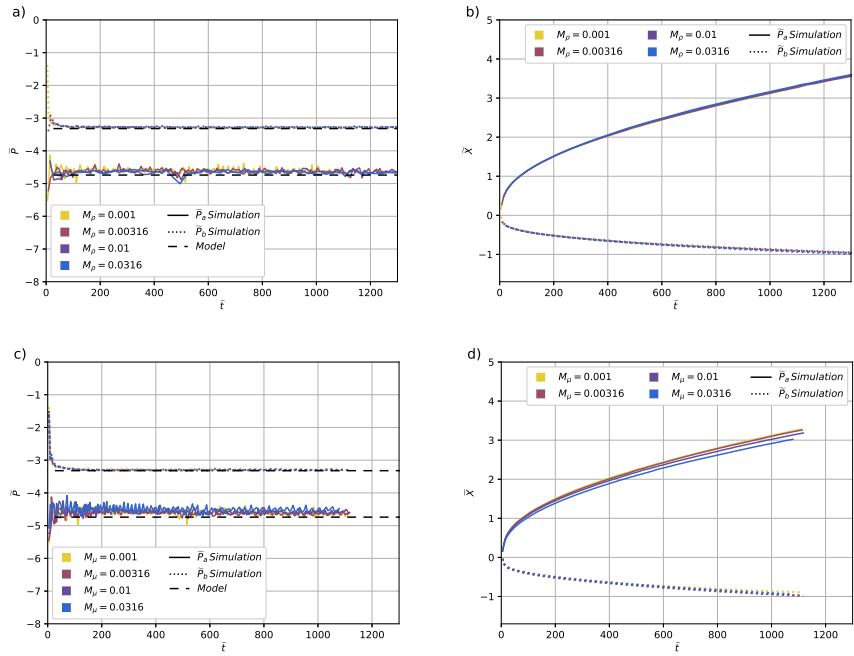 a)
0
−1
−2
−3
−4
−5
−6
−7
−8
P̃
M_ρ = 0.001
M_ρ = 0.00316
M_ρ = 0.01
M_ρ = 0.0316
P̃_a Simulation
P̃_b Simulation
Model
0 200 400 600 800 1000 1200
t̃
b)
5
4
3
2
1
0
−1
X̃
M_ρ = 0.001
M_ρ = 0.00316
M_ρ = 0.01
M_ρ = 0.0316
P̃_a Simulation
P̃_b Simulation
0 200 400 600 800 1000 1200
t̃
c)
0
−1
−2
−3
−4
−5
−6
−7
−8
P̃
M_μ = 0.001
M_μ = 0.00316
M_μ = 0.01
M_μ = 0.0316
P̃_a Simulation
P̃_b Simulation
Model
0 200 400 600 800 1000 1200
t̃
d)
5
4
3
2
1
0
−1
X̃
M_μ = 0.001
M_μ = 0.00316
M_μ = 0.01
M_μ = 0.0316
P̃_a Simulation
P̃_b Simulation
0 200 400 600 800 1000 1200
t̃